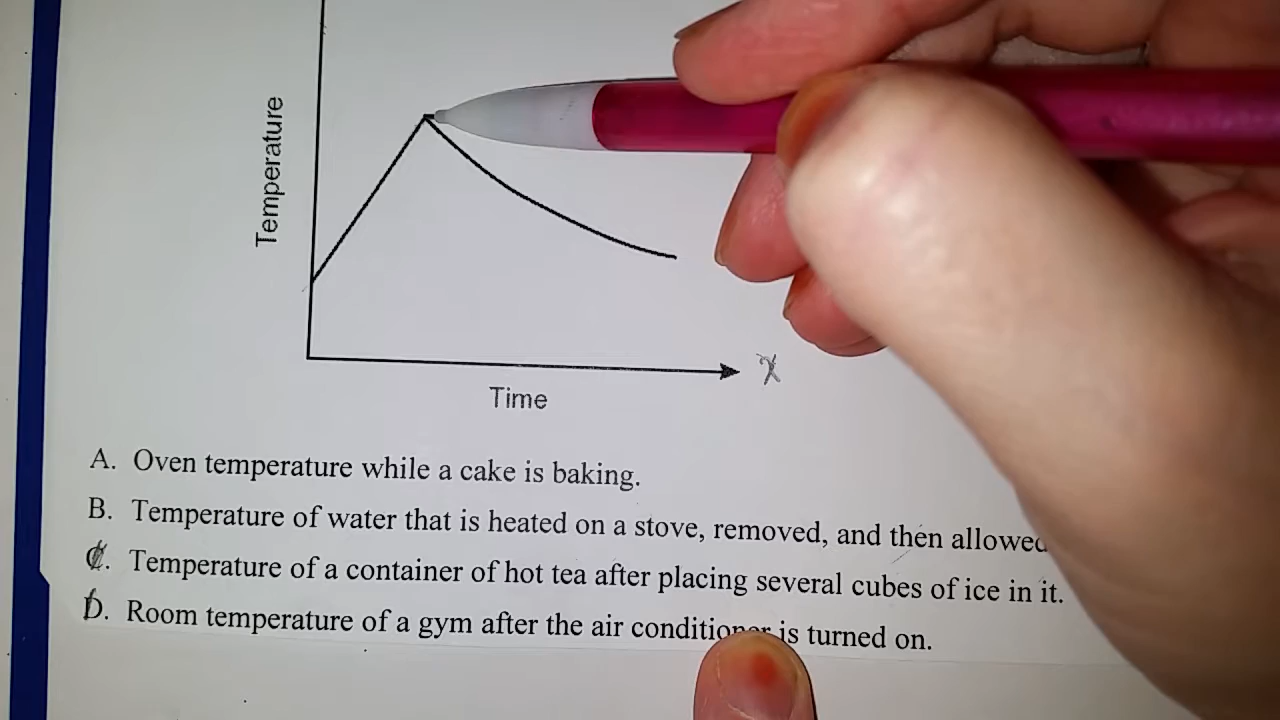 Temperature
x
Time
A. Oven temperature while a cake is baking.
B. Temperature of water that is heated on a stove, removed, and then allowed
C. Temperature of a container of hot tea after placing several cubes of ice in it.
D. Room temperature of a gym after the air conditioner is turned on.